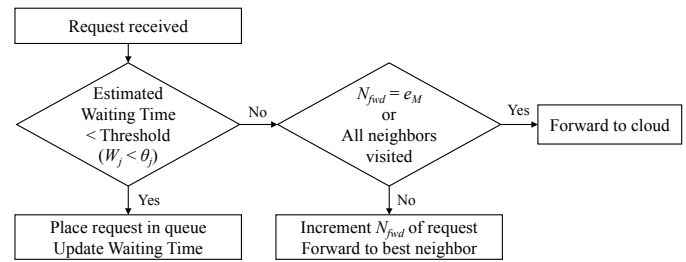 Request received
Estimated
Waiting Time
< Threshold
(W_j < θ_j)
No
N_fwd = e_M
or
All neighbors
visited
Yes
Forward to cloud
Yes
No
Place request in queue
Update Waiting Time
Increment N_fwd of request
Forward to best neighbor